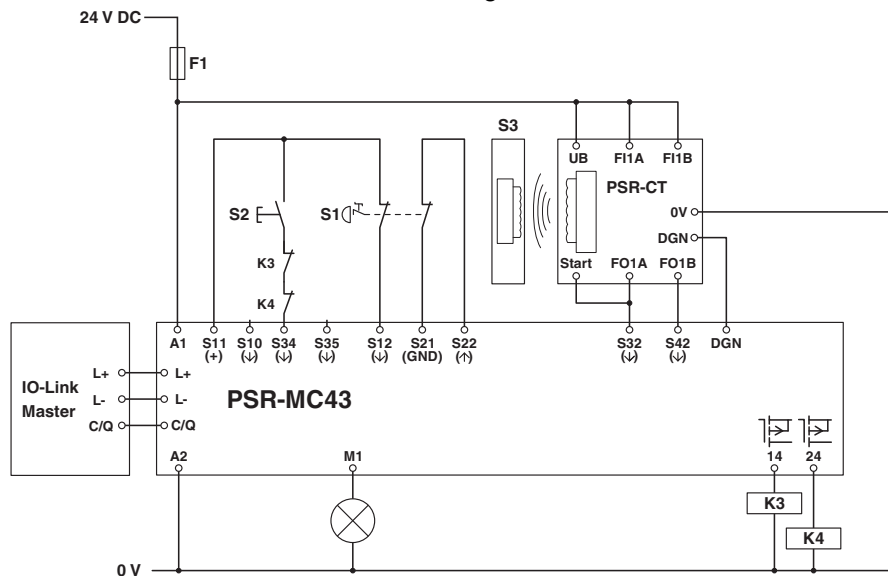 24 V DC
F1
S3
UB FI1A FI1B
PSR-CT
S2 S1 0V
DGN
K3 Start FO1A FO1B
K4
A1 S11 S10 S34 S35 S12 S21 S22 S32 S42 DGN
(+) (↓) (↓) (↓) (↓) (GND) (↑) (↓) (↓)
L+ L+
IO-Link
Master
L- L-
PSR-MC43
C/Q C/Q
A2 M1 14 24
K3
K4
0 V